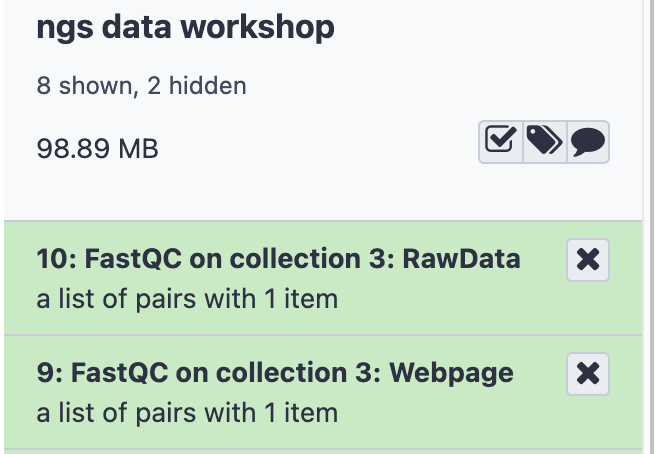 ngs data workshop
8 shown, 2 hidden
98.89 MB
10: FastQC on collection 3: RawData
a list of pairs with 1 item
9: FastQC on collection 3: Webpage
a list of pairs with 1 item